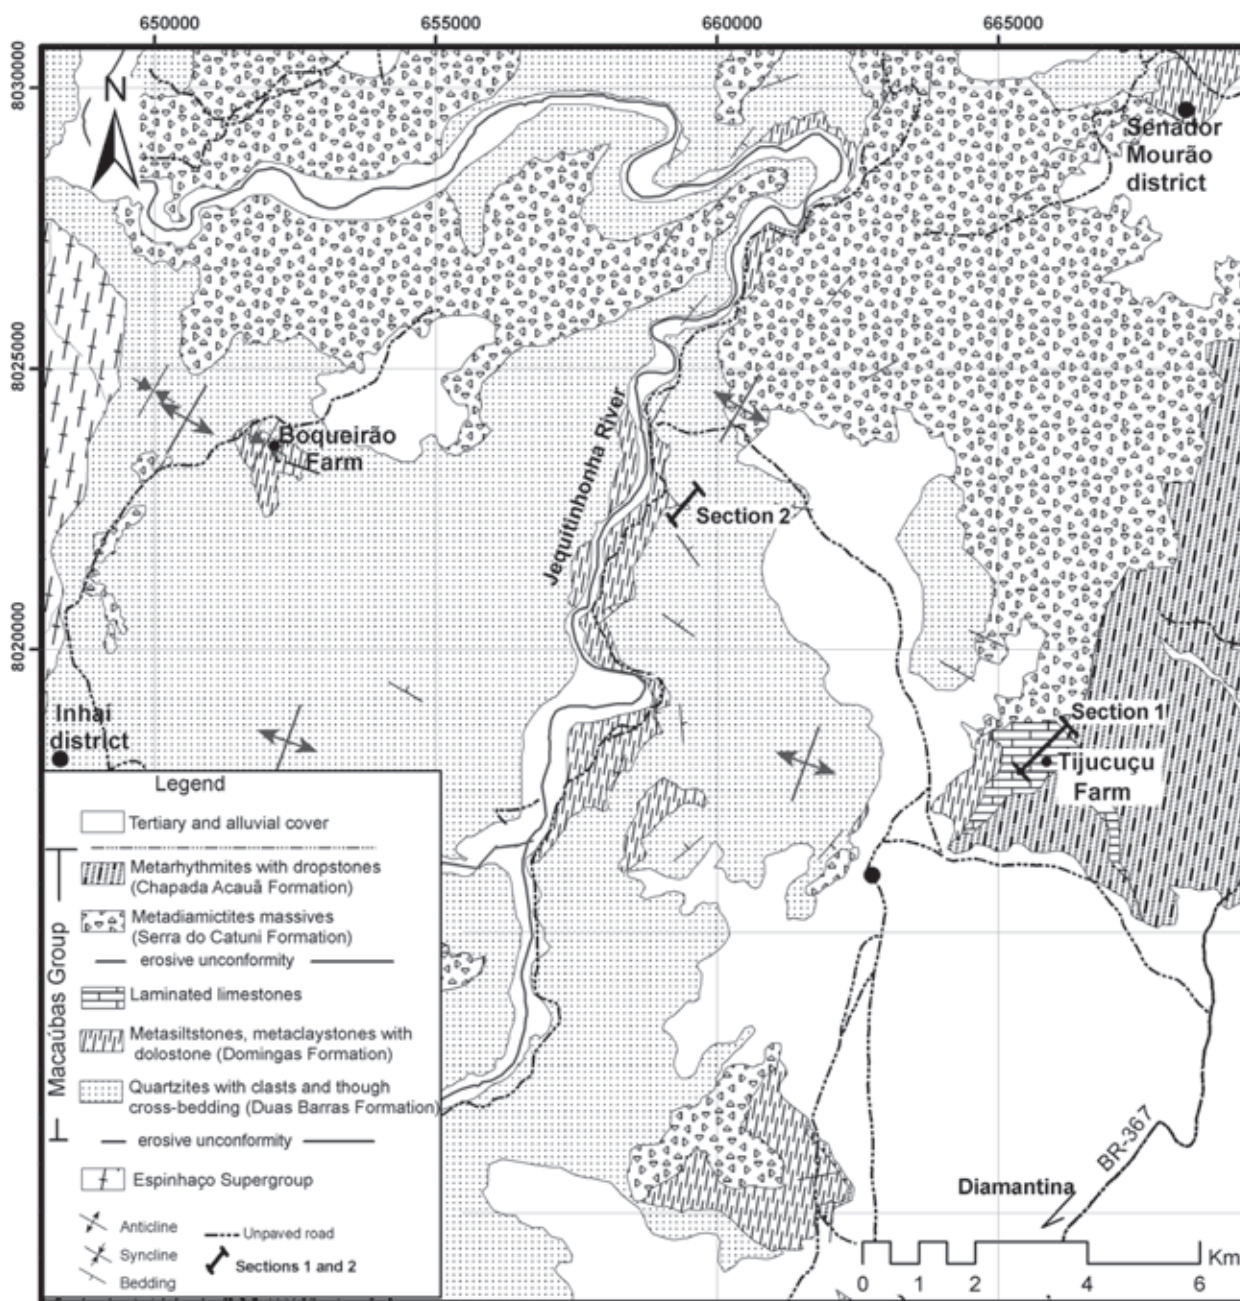 650000
655000
660000
665000
8030000
8025000
8020000
N
Senador
Mourão
district
Boqueirão
Farm
Jequitinhonha River
Section 2
Section 1
Tijucuçu
Farm
Inhaí
district
BR-367
Diamantina
Km
0 1 2 4 6
Legend
Tertiary and alluvial cover
Macaúbas Group
Metarhythmites with dropstones
(Chapada Acauã Formation)
Metadiamictites massives
(Serra do Catuni Formation)
erosive unconformity
Laminated limestones
Metasiltstones, metaclaystones with
dolostone (Domingas Formation)
Quartzites with clasts and though
cross-bedding (Duas Barras Formation)
erosive unconformity
Espinhaço Supergroup
Anticline
Unpaved road
Syncline
Sections 1 and 2
Bedding